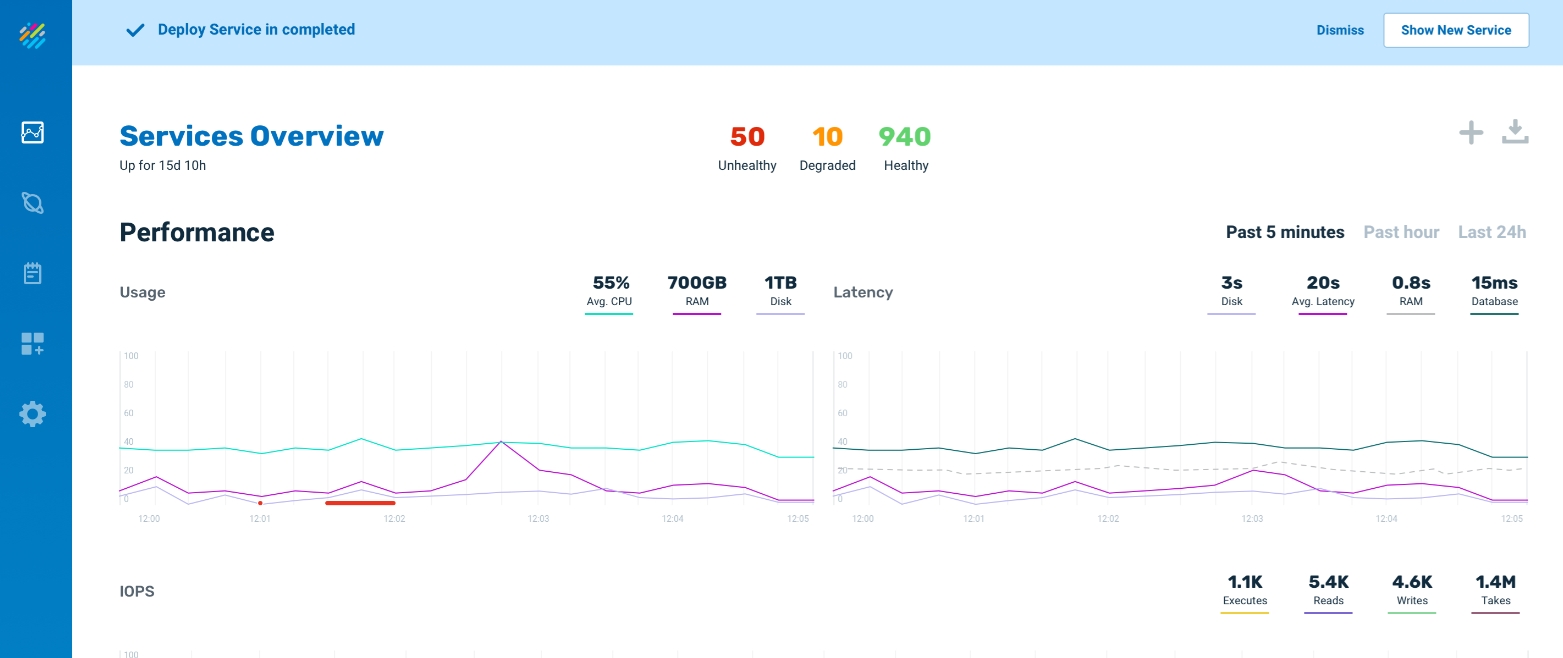 Deploy Service in completed
Dismiss
Show New Service
Services Overview
Up for 15d 10h
50 10 940
Unhealthy Degraded Healthy
Performance
Past 5 minutes Past hour Last 24h
Usage
55% 700GB 1TB
Avg. CPU RAM Disk
100
80
60
40
20
0
12:00 12:01 12:02 12:03 12:04 12:05
Latency
3s 20s 0.8s 15ms
Disk Avg. Latency RAM Database
100
80
60
40
20
0
12:00 12:01 12:02 12:03 12:04 12:05
IOPS
1.1K 5.4K 4.6K 1.4M
Executes Reads Writes Takes
100